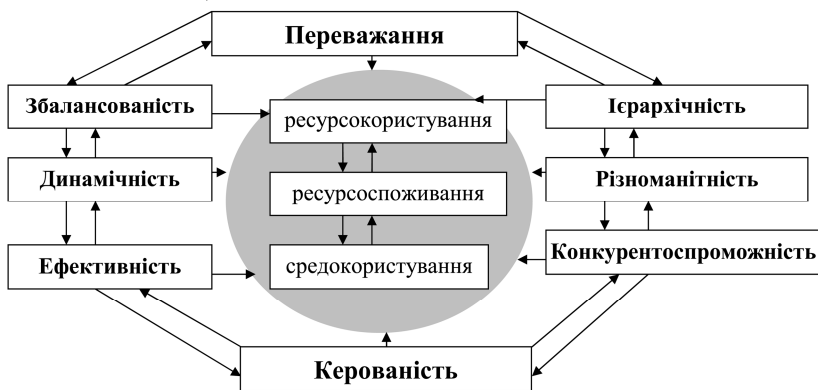 Переважання
Збалансованість
ресурсокористування
Ієрархічність
Динамічність
ресурсоспоживання
Різноманітність
Ефективність
средокористування
Конкурентоспроможність
Керованість